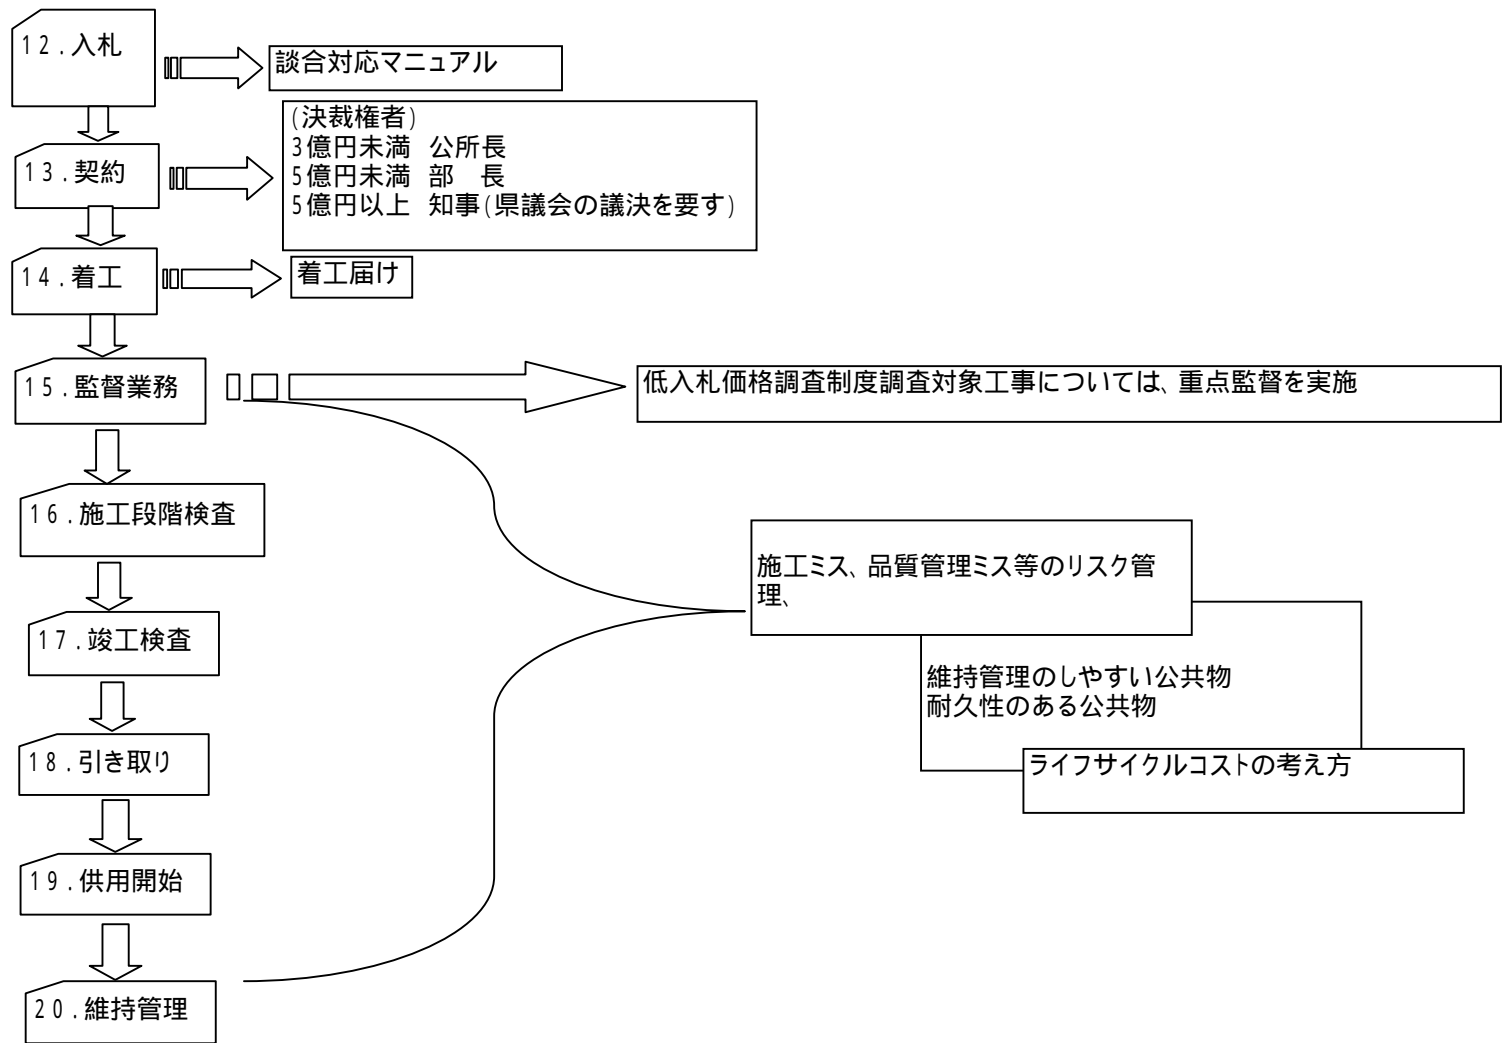 12.入札
談合対応マニュアル
(決裁権者)
3億円未満 公所長
5億円未満 部 長
5億円以上 知事(県議会の議決を要す)
13.契約
14.着工
着工届け
15.監督業務
低入札価格調査制度調査対象工事については、重点監督を実施
16.施工段階検査
施工ミス、品質管理ミス等のリスク管
理、
17.竣工検査
維持管理のしやすい公共物
耐久性のある公共物
18.引き取り
ライフサイクルコストの考え方
19.供用開始
20.維持管理